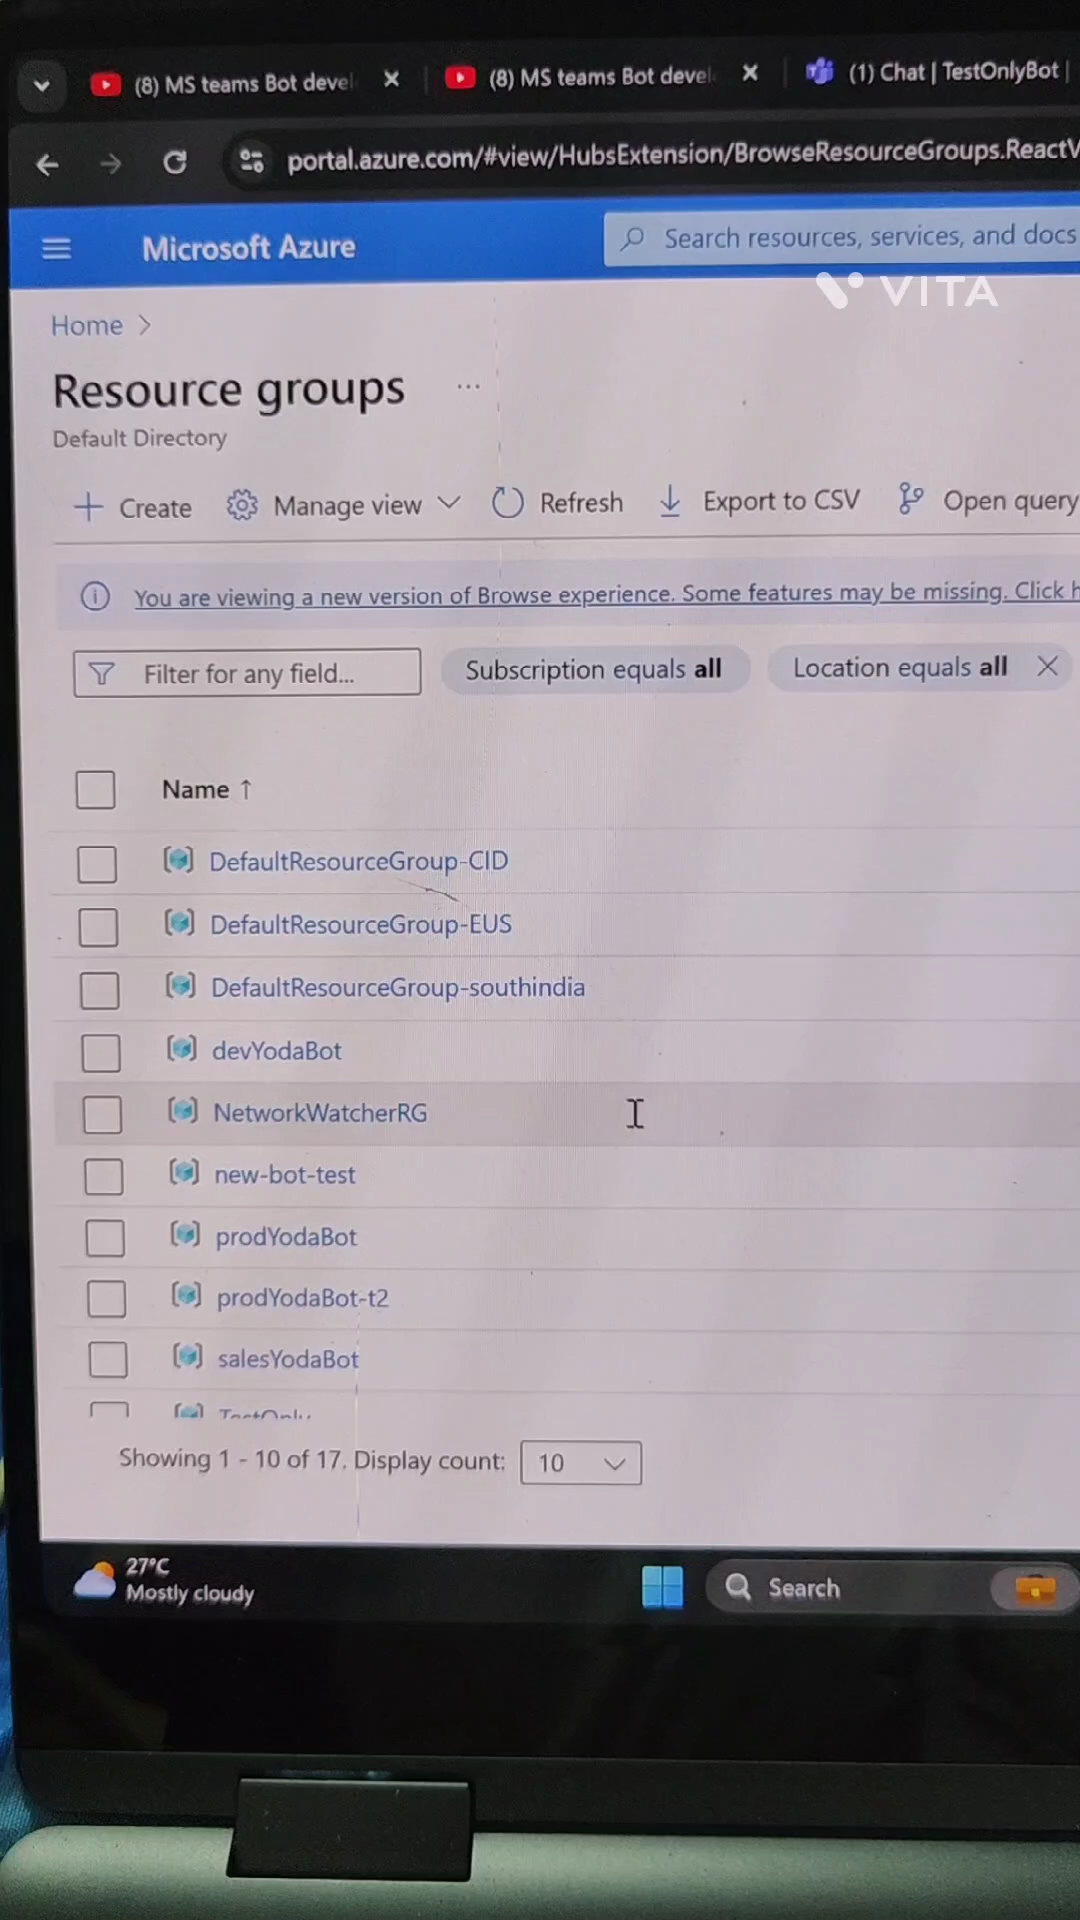 (8) MS teams Bot devel
(8) MS teams Bot devel
(1) Chat | TestOnlyBot |
portal.azure.com/#view/HubsExtension/BrowseResourceGroups.ReactV
Microsoft Azure
Search resources, services, and docs
VITA
Home
Resource groups ...
Default Directory
+ Create
Manage view
Refresh
Export to CSV
Open query
You are viewing a new version of Browse experience. Some features may be missing. Click h
Filter for any field...
Subscription equals all
Location equals all
Name ↑
DefaultResourceGroup-CID
DefaultResourceGroup-EUS
DefaultResourceGroup-southindia
devYodaBot
NetworkWatcherRG
new-bot-test
prodYodaBot
prodYodaBot-t2
salesYodaBot
TestOnly
Showing 1 - 10 of 17. Display count: 10
27°C
Mostly cloudy
Search